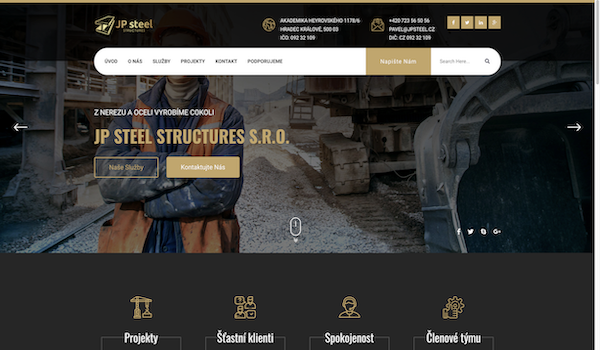 JP steel
STRUCTURES
AKADEMIKA HEYROVSKÉHO 1178/6
HRADEC KRÁLOVÉ, 500 03
IČO: 092 32 109
+420 723 56 50 56
PAVEL@JPSTEEL.CZ
DIČ: CZ 092 32 109
ÚVOD
O NÁS
SLUŽBY
PROJEKTY
KONTAKT
PODPORUJEME
Napište Nám
Search Here...
Z NEREZU A OCELI VYROBÍME COKOLI
JP STEEL STRUCTURES S.R.O.
Naše Služby
Kontaktujte Nás
Projekty
Šťastní klienti
Spokojenost
Členové týmu